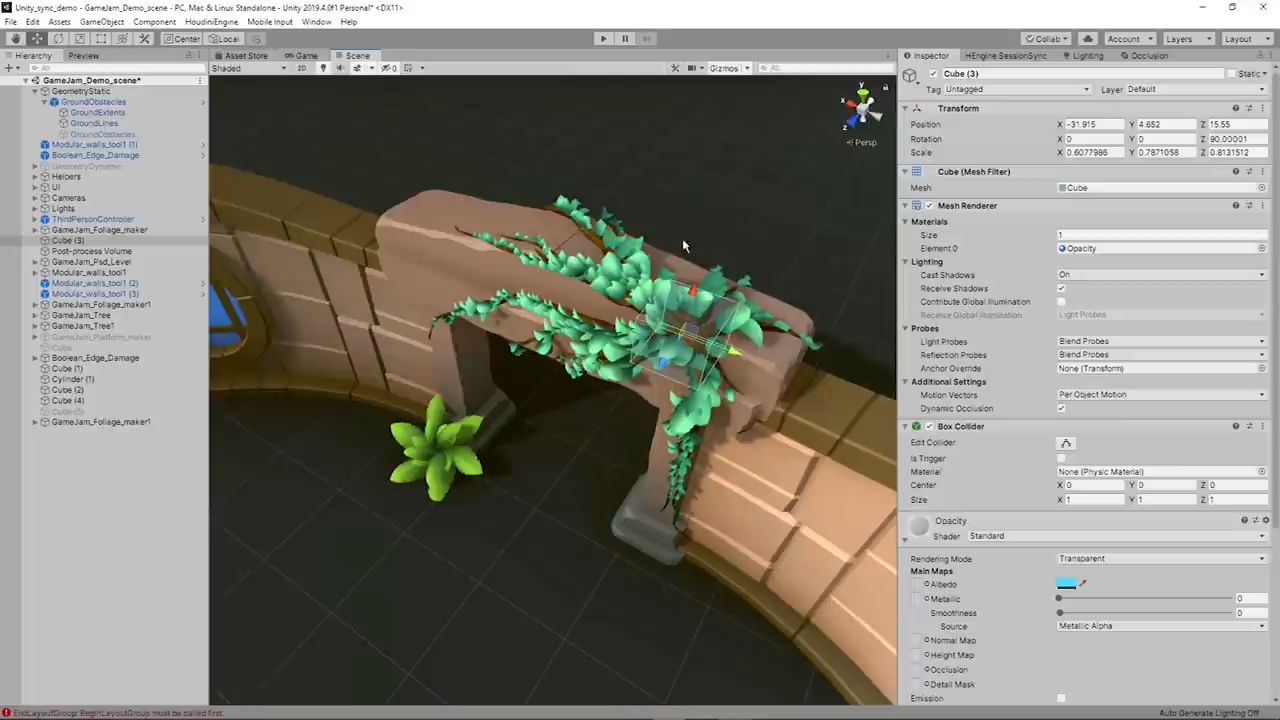 Unity_sync_demo - GameJam_Demo_scene - PC, Mac & Linux Standalone - Unity 2019.4.0f1 Personal* <DX11>
File Edit Assets GameObject Component HoudiniEngine Mobile Input Window Help
Center Local Collab Account Layers Layout
Hierarchy Preview Asset Store Game Scene Inspector HEngine SessionSync Lighting Occlusion
All Shaded 2D 0 Gizmos All
Cube (3) Static
Tag Untagged Layer Default
GameJam_Demo_scene*
GeometryStatic
GroundObstacles
GroundExtents
GroundLines
GroundObstacles
Modular_walls_tool1 (1)
Boolean_Edge_Damage
GeometryDynamic
Helpers
UI
Cameras
Lights
ThirdPersonController
GameJam_Foliage_maker
Cube (3)
Post-process Volume
GameJam_Psd_Level
Modular_walls_tool1
Modular_walls_tool1 (2)
Modular_walls_tool1 (3)
GameJam_Foliage_maker1
GameJam_Tree
GameJam_Tree1
GameJam_Platform_maker
Cube
Boolean_Edge_Damage
Cube (1)
Cylinder (1)
Cube (2)
Cube (4)
Cube (5)
GameJam_Foliage_maker1
x y z
Persp
Transform
Position X -31.915 Y 4.652 Z 15.55
Rotation X 0 Y 0 Z 90.00001
Scale X 0.6077986 Y 0.7871058 Z 0.8131512
Cube (Mesh Filter)
Mesh Cube
Mesh Renderer
Materials
Size 1
Element 0 Opacity
Lighting
Cast Shadows On
Receive Shadows
Contribute Global Illumination
Receive Global Illumination Light Probes
Probes
Light Probes Blend Probes
Reflection Probes Blend Probes
Anchor Override None (Transform)
Additional Settings
Motion Vectors Per Object Motion
Dynamic Occlusion
Box Collider
Edit Collider
Is Trigger
Material None (Physic Material)
Center X 0 Y 0 Z 0
Size X 1 Y 1 Z 1
Opacity
Shader Standard
Rendering Mode Transparent
Main Maps
Albedo
Metallic 0
Smoothness 0
Source Metallic Alpha
Normal Map
Height Map
Occlusion
Detail Mask
Emission
EndLayoutGroup: BeginLayoutGroup must be called first. Auto Generate Lighting Off